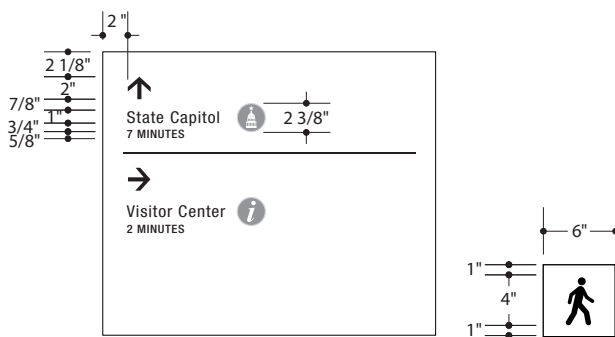 2 "
2 1/8"
2"
7/8"
1"
3/4"
5/8"
State Capitol
7 MINUTES
2 3/8"
Visitor Center
i
2 MINUTES
6"
1"
4"
1"